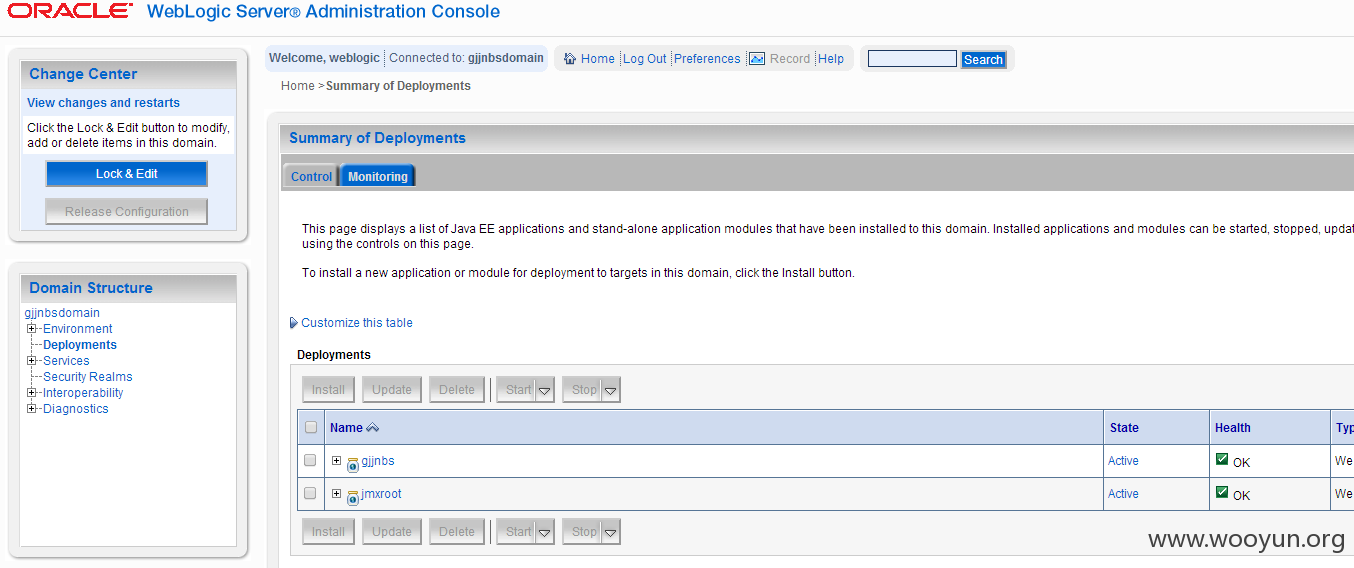 ORACLE® WebLogic Server® Administration Console
Change Center
View changes and restarts
Click the Lock & Edit button to modify,
add or delete items in this domain.
Lock & Edit
Release Configuration
Domain Structure
gjjnbsdomain
Environment
Deployments
Services
Security Realms
Interoperability
Diagnostics
Welcome, weblogic Connected to: gjjnbsdomain Home Log Out Preferences Record Help Search
Home >Summary of Deployments
Summary of Deployments
Control Monitoring
This page displays a list of Java EE applications and stand-alone application modules that have been installed to this domain. Installed applications and modules can be started, stopped, upda
using the controls on this page.
To install a new application or module for deployment to targets in this domain, click the Install button.
Customize this table
Deployments
Install Update Delete Start Stop
Name State Health Typ
gjjnbs Active OK We
jmxroot Active OK We
Install Update Delete Start Stop
www.wooyun.org